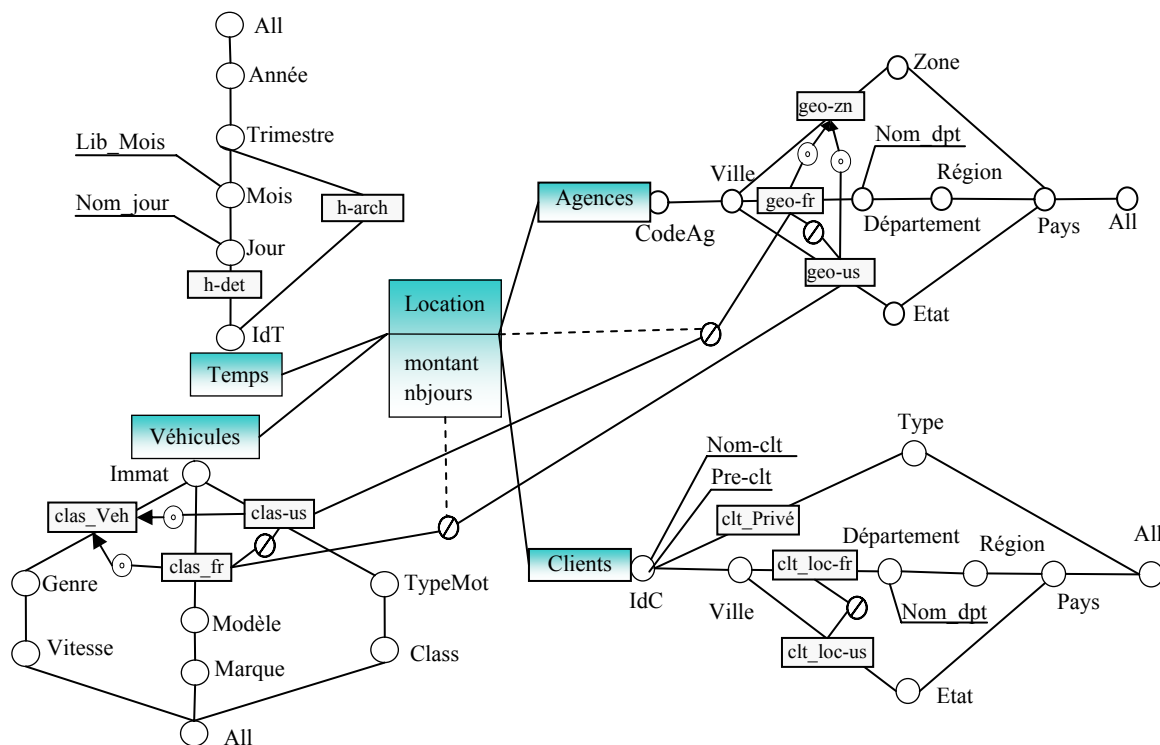 All
Année
Trimestre
Lib_Mois
Mois
h-arch
Nom_jour
Jour
h-det
IdT
Temps
Véhicules
Immat
Location
montant
nbjours
Zone
geo-zn
Nom_dpt
Ville
Région
Agences
geo-fr
CodeAg
Département
Pays
All
geo-us
Etat
clas_Veh
clas-us
clas_fr
Genre
TypeMot
Modèle
Vitesse
Marque
Class
All
Type
Nom-clt
Pre-clt
clt_Privé
Département
All
Région
Clients
clt_loc-fr
IdC
Ville
Pays
Nom_dpt
clt_loc-us
Etat